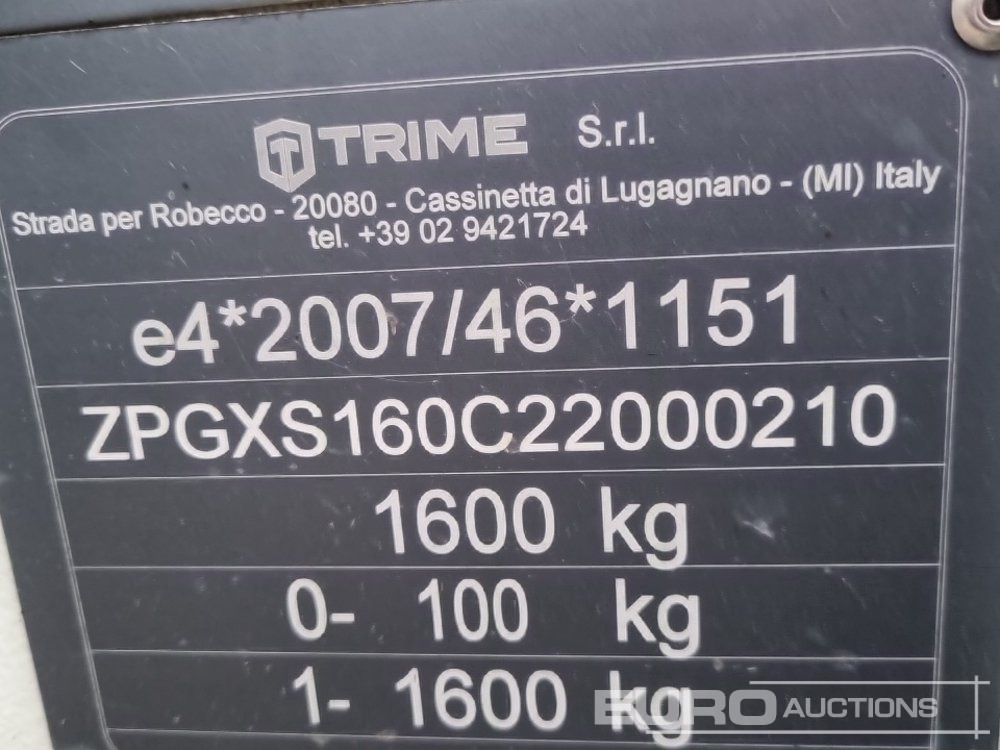 TRIME S.r.l.
Strada per Robecco - 20080 - Cassinetta di Lugagnano - (MI) Italy
tel. +39 02 9421724
e4*2007/46*1151
ZPGXS160C22000210
1600 kg
0- 100 kg
1- 1600 kg
EURO AUCTIONS